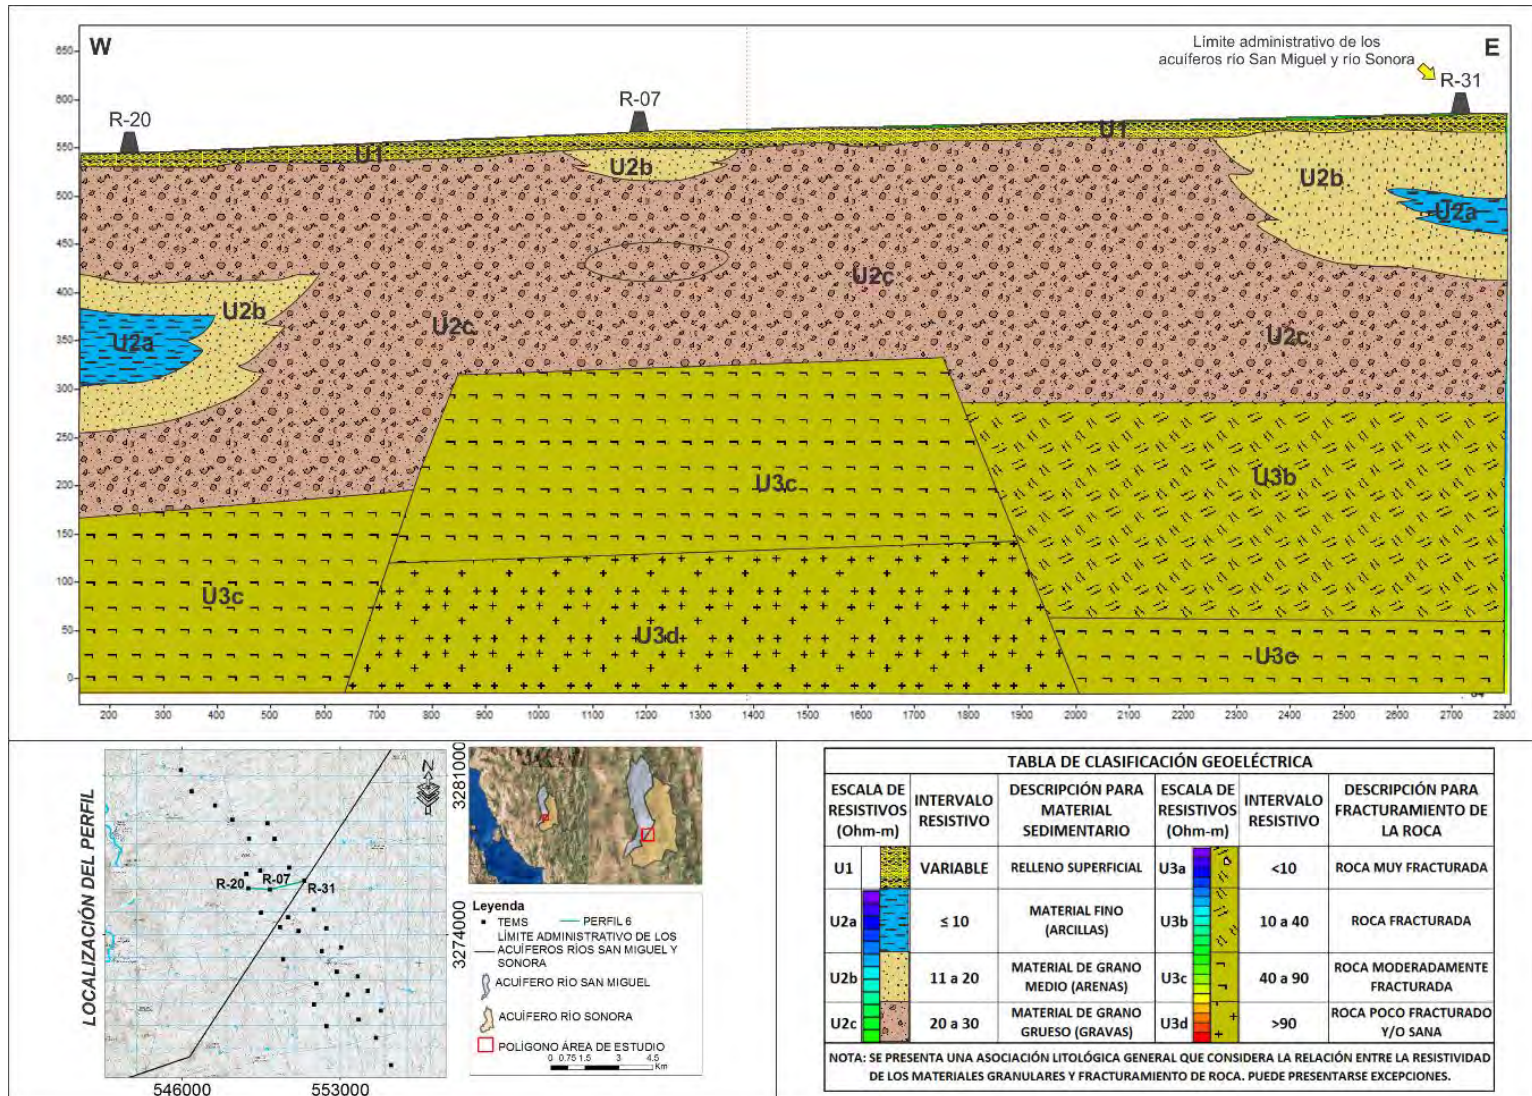 W
E
Límite administrativo de los
acuíferos río San Miguel y río Sonora
R-20
R-07
R-31
650
600
550
500
450
400
350
300
250
200
150
100
50
0
U1
U1
U2b
U2b
U2a
U2c
U2b
U2a
U2c
U2c
U3c
U3b
U3c
U3d
U3c
100 200 300 400 500 600 700 800 900 1000 1100 1200 1300 1400 1500 1600 1700 1800 1900 2000 2100 2200 2300 2400 2500 2600 2700 2800
LOCALIZACIÓN DEL PERFIL
N
R-20
R-07
R-31
3281000
3274000
546000
553000
Leyenda
TEMS
PERFIL 6
LÍMITE ADMINISTRATIVO DE LOS
ACUÍFEROS RÍOS SAN MIGUEL Y
SONORA
ACUÍFERO RÍO SAN MIGUEL
ACUÍFERO RÍO SONORA
POLÍGONO ÁREA DE ESTUDIO
0 0.75 1.5 3 4.5
Km
TABLA DE CLASIFICACIÓN GEOELÉCTRICA
ESCALA DE RESISTIVOS (Ohm-m) INTERVALO RESISTIVO DESCRIPCIÓN PARA MATERIAL SEDIMENTARIO ESCALA DE RESISTIVOS (Ohm-m) INTERVALO RESISTIVO DESCRIPCIÓN PARA FRACTURAMIENTO DE LA ROCA
U1 VARIABLE RELLENO SUPERFICIAL U3a <10 ROCA MUY FRACTURADA
U2a ≤ 10 MATERIAL FINO (ARCILLAS) U3b 10 a 40 ROCA FRACTURADA
U2b 11 a 20 MATERIAL DE GRANO MEDIO (ARENAS) U3c 40 a 90 ROCA MODERADAMENTE FRACTURADA
U2c 20 a 30 MATERIAL DE GRANO GRUESO (GRAVAS) U3d >90 ROCA POCO FRACTURADO Y/O SANA
NOTA: SE PRESENTA UNA ASOCIACIÓN LITOLÓGICA GENERAL QUE CONSIDERA LA RELACIÓN ENTRE LA RESISTIVIDAD
DE LOS MATERIALES GRANULARES Y FRACTURAMIENTO DE ROCA. PUEDE PRESENTARSE EXCEPCIONES.